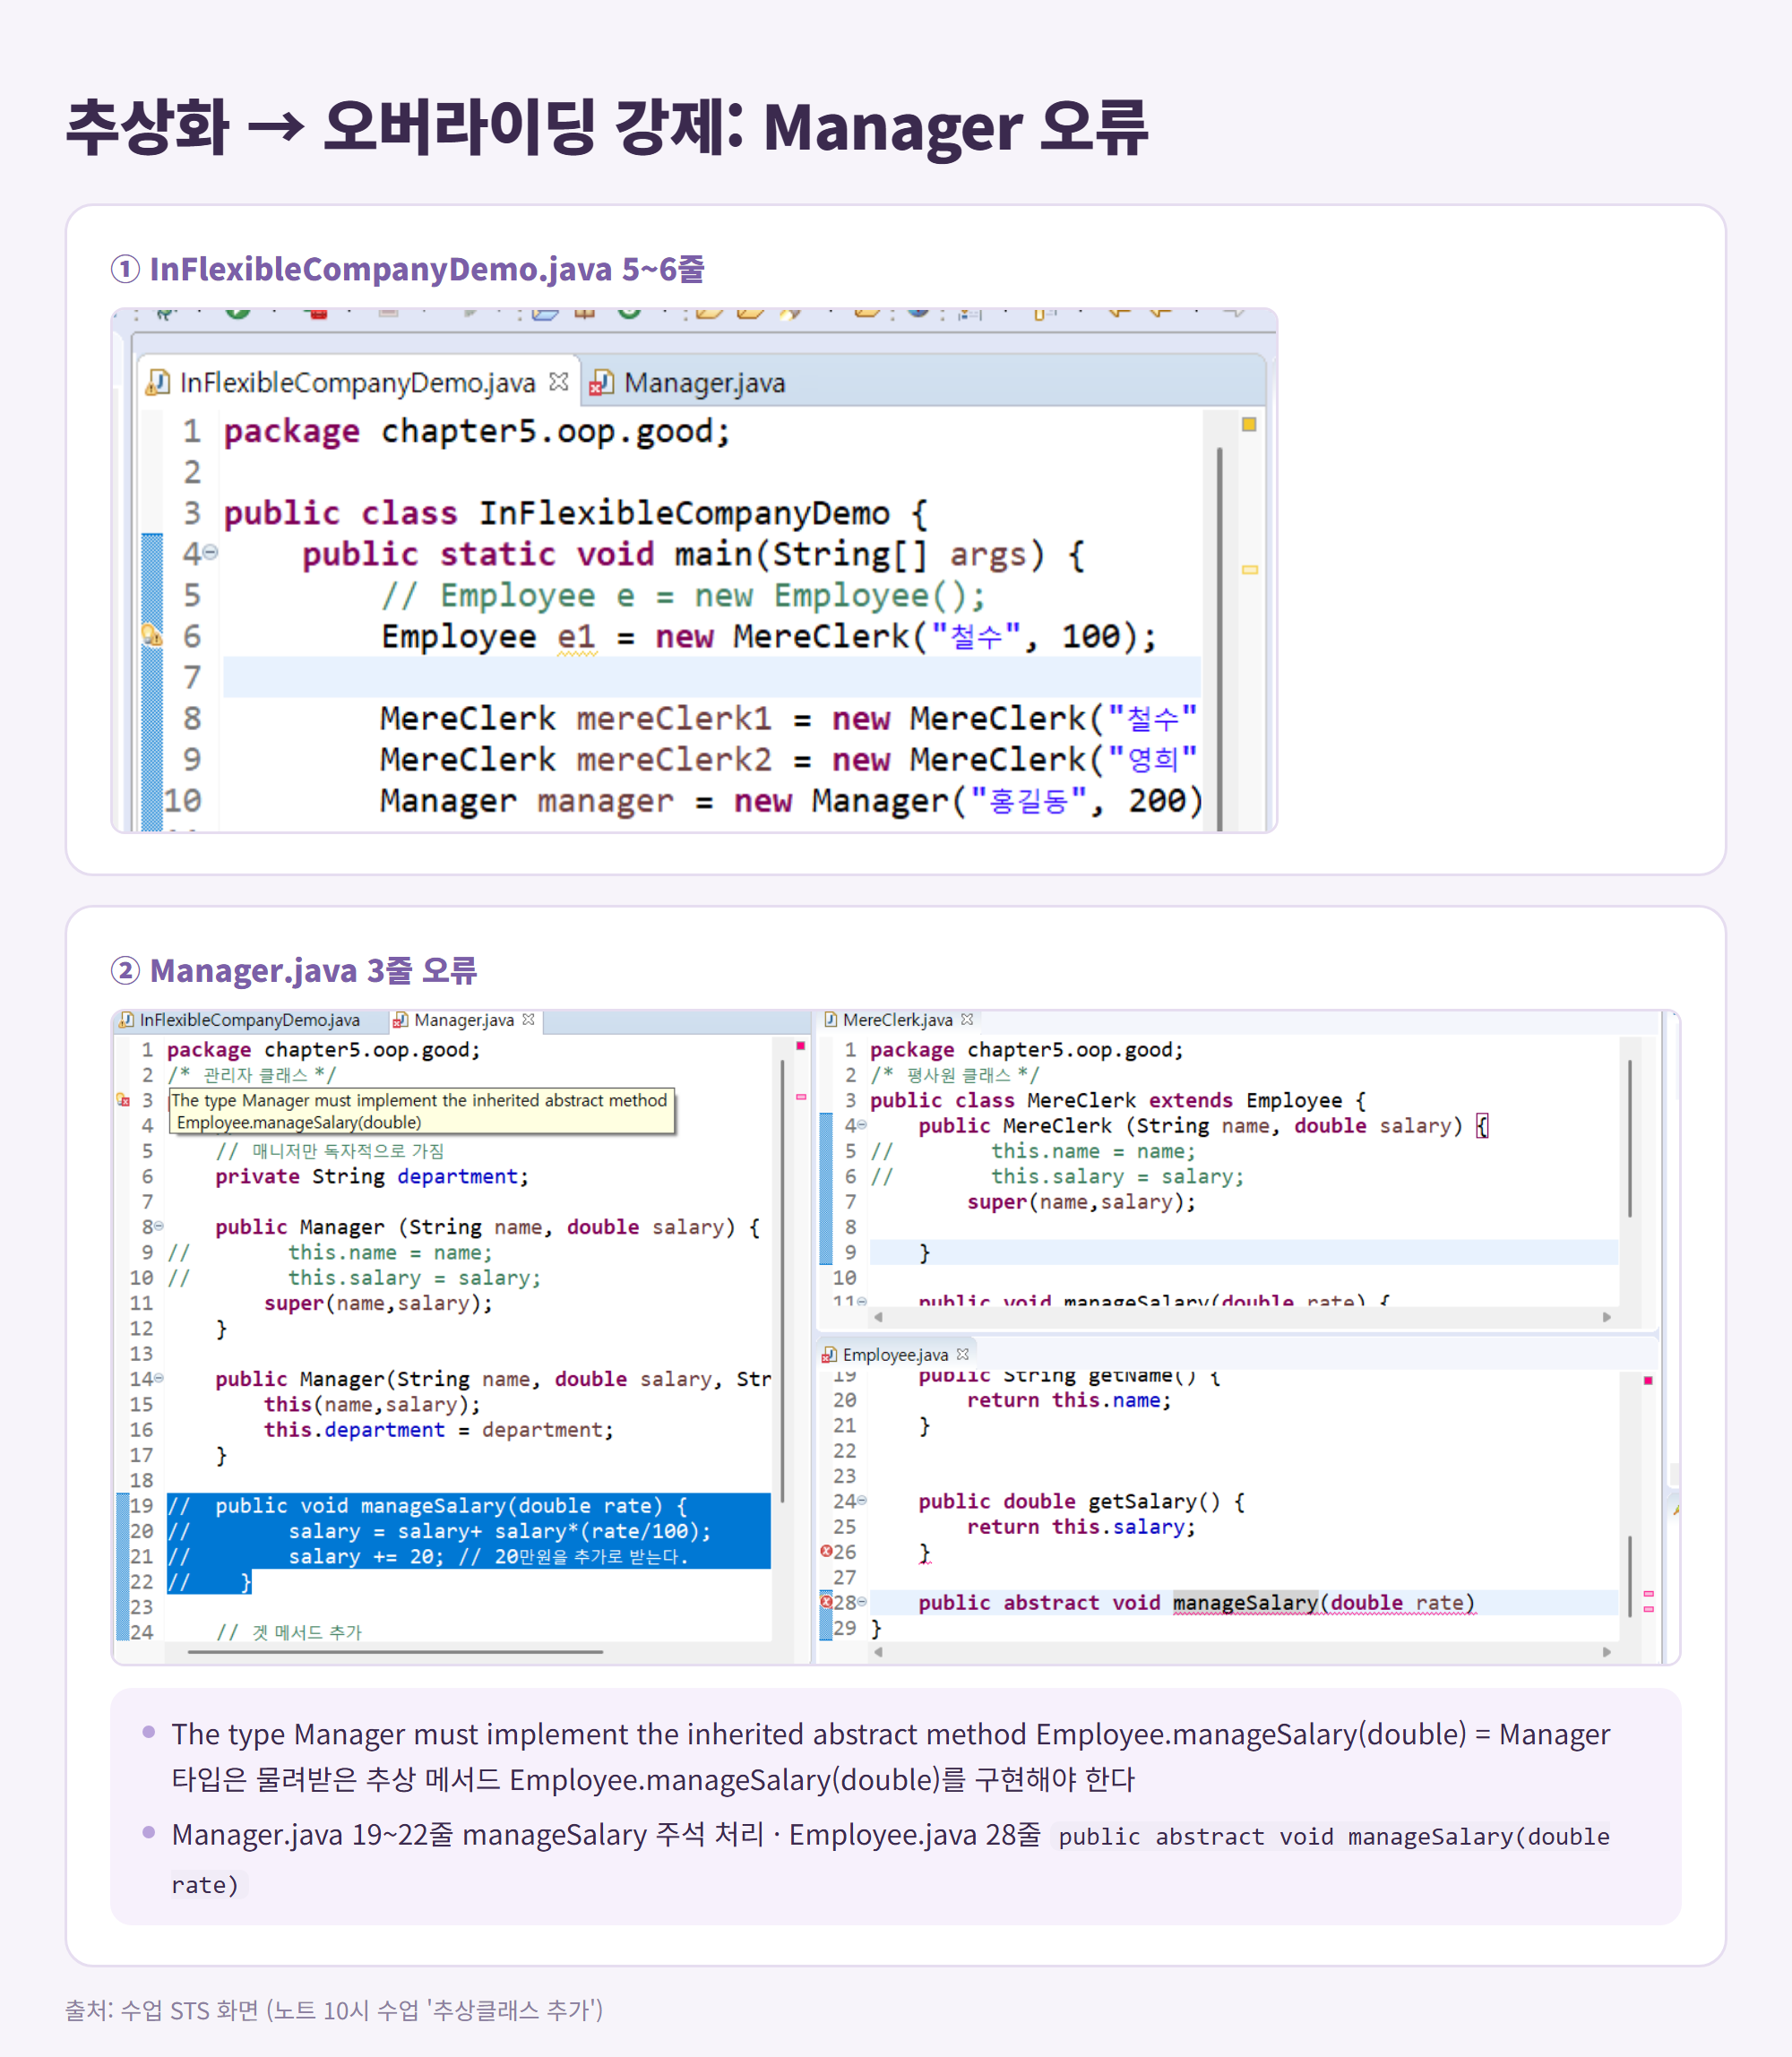 추상화 → 오버라이딩 강제: Manager 오류
① InFlexibleCompanyDemo.java 5~6줄
InFlexibleCompanyDemo.java
Manager.java
1 package chapter5.oop.good;
2
3 public class InFlexibleCompanyDemo {
4 public static void main(String[] args) {
5 // Employee e = new Employee();
6 Employee e1 = new MereClerk("철수", 100);
7
8 MereClerk mereClerk1 = new MereClerk("철수"
9 MereClerk mereClerk2 = new MereClerk("영희"
10 Manager manager = new Manager("홍길동", 200)
② Manager.java 3줄 오류
InFlexibleCompanyDemo.java
Manager.java
1 package chapter5.oop.good;
2 /* 관리자 클래스 */
3
The type Manager must implement the inherited abstract method
Employee.manageSalary(double)
4
5 // 매니저만 독자적으로 가짐
6 private String department;
7
8 public Manager (String name, double salary) {
9 // this.name = name;
10 // this.salary = salary;
11 super(name,salary);
12 }
13
14 public Manager(String name, double salary, Str
15 this(name,salary);
16 this.department = department;
17 }
18
19 // public void manageSalary(double rate) {
20 // salary = salary+ salary*(rate/100);
21 // salary += 20; // 20만원을 추가로 받는다.
22 // }
23
24 // 겟 메서드 추가
MereClerk.java
1 package chapter5.oop.good;
2 /* 평사원 클래스 */
3 public class MereClerk extends Employee {
4 public MereClerk (String name, double salary) {
5 // this.name = name;
6 // this.salary = salary;
7 super(name,salary);
8
9 }
10
11 public void manageSalary(double rate) {
Employee.java
19 public String getName() {
20 return this.name;
21 }
22
23
24 public double getSalary() {
25 return this.salary;
26 }
27
28 public abstract void manageSalary(double rate)
29 }
The type Manager must implement the inherited abstract method Employee.manageSalary(double) = Manager
타입은 물려받은 추상 메서드 Employee.manageSalary(double)를 구현해야 한다
Manager.java 19~22줄 manageSalary 주석 처리 · Employee.java 28줄 public abstract void manageSalary(double
rate)
출처: 수업 STS 화면 (노트 10시 수업 '추상클래스 추가')